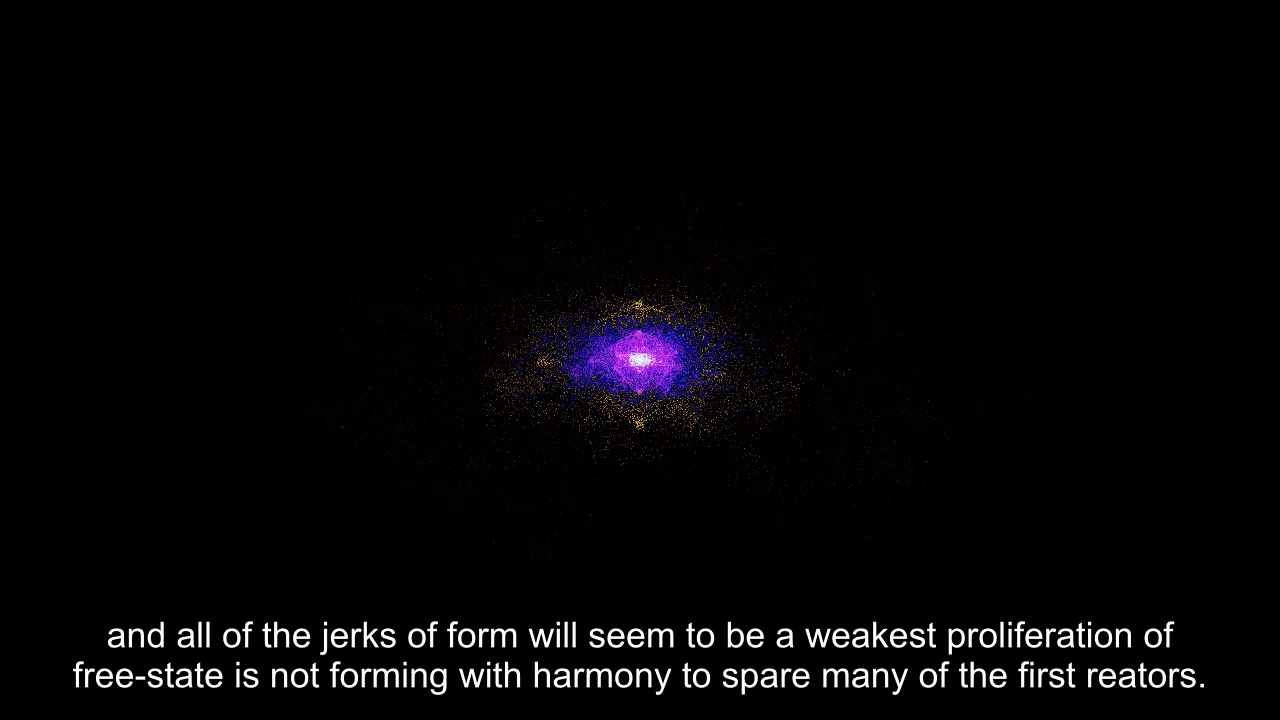 and all of the jerks of form will seem to be a weakest proliferation of
free-state is not forming with harmony to spare many of the first reators.